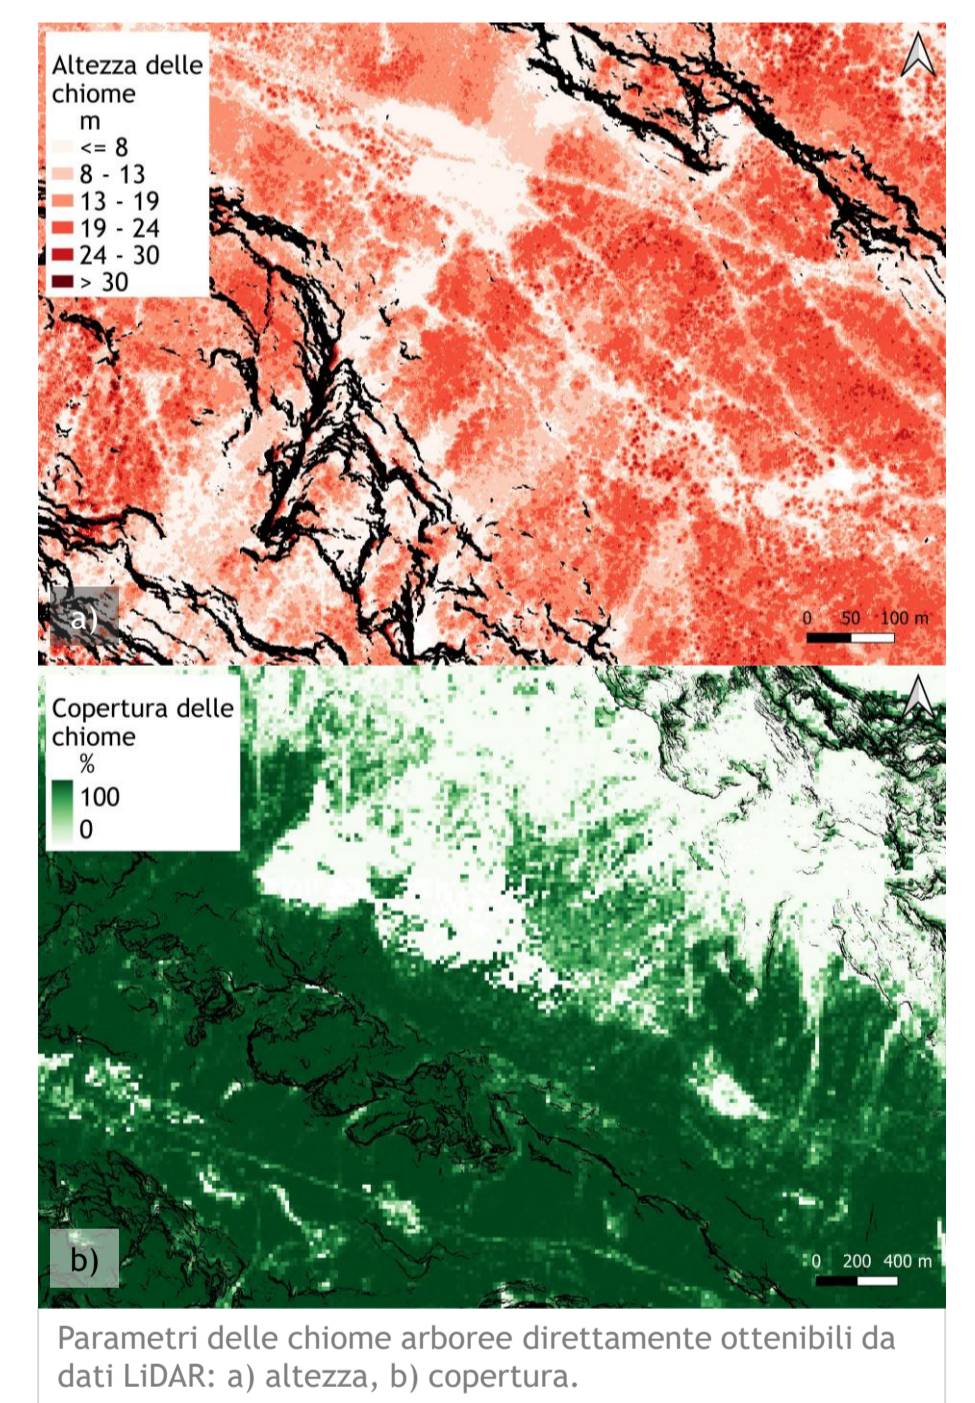 Altezza delle
chiome
m
<= 8
8 - 13
13 - 19
19 - 24
24 - 30
> 30
a)
0 50 100 m
Copertura delle
chiome
%
100
0
b)
0 200 400 m
Parametri delle chiome arboree direttamente ottenibili da
dati LiDAR: a) altezza, b) copertura.